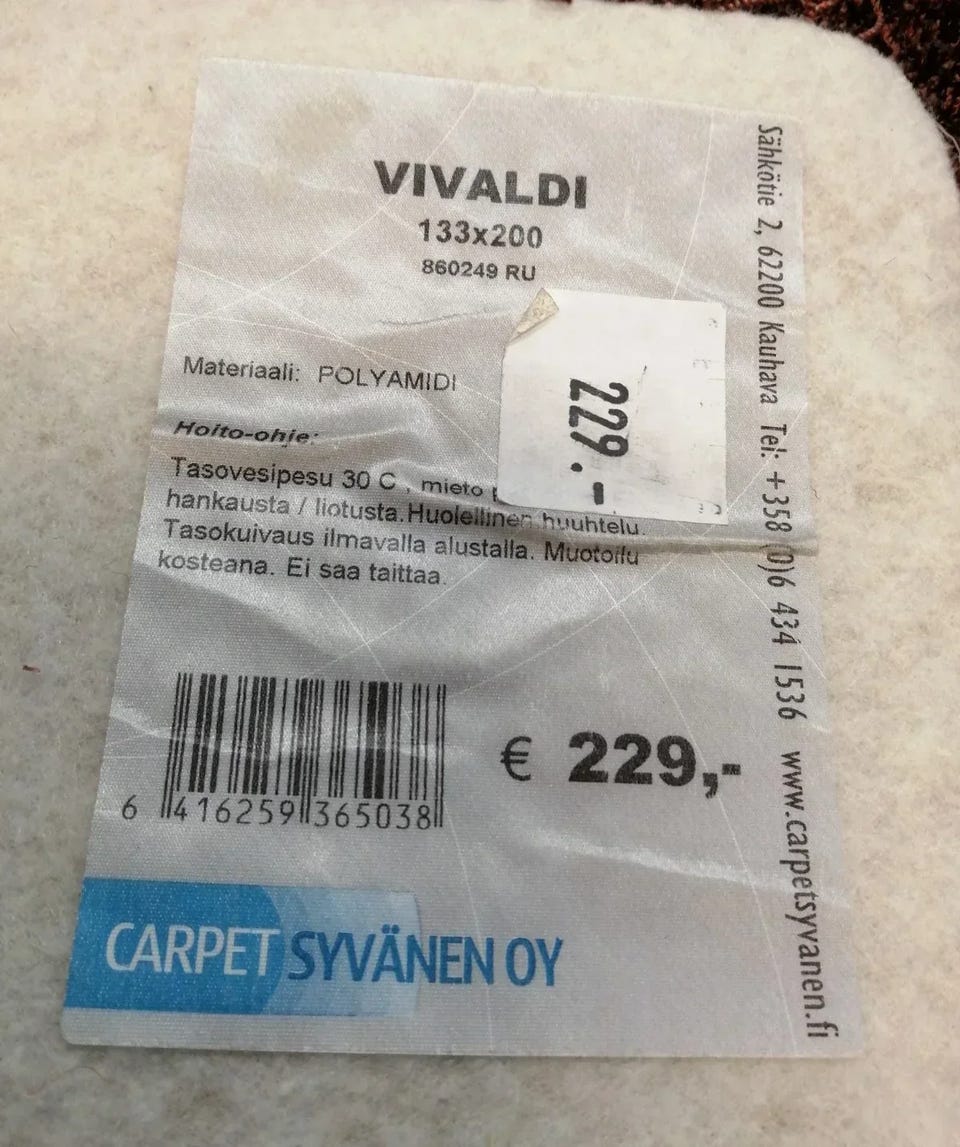 VIVALDI
133x200
860249 RU
Materiaali: POLYAMIDI
229.-
Hoito-ohje:
Tasovesipesu 30 C , mieto
hankausta / liotusta.Huolellinen huuhtelu.
Tasokuivaus ilmavalla alustalla. Muotoilu
kosteana. Ei saa taittaa.
6 416259 365038
€ 229,-
CARPET SYVÄNEN OY
Sähkötie 2, 62200 Kauhava Tel: +358 (0)6 434 1536 www.carpetsyvanen.fi